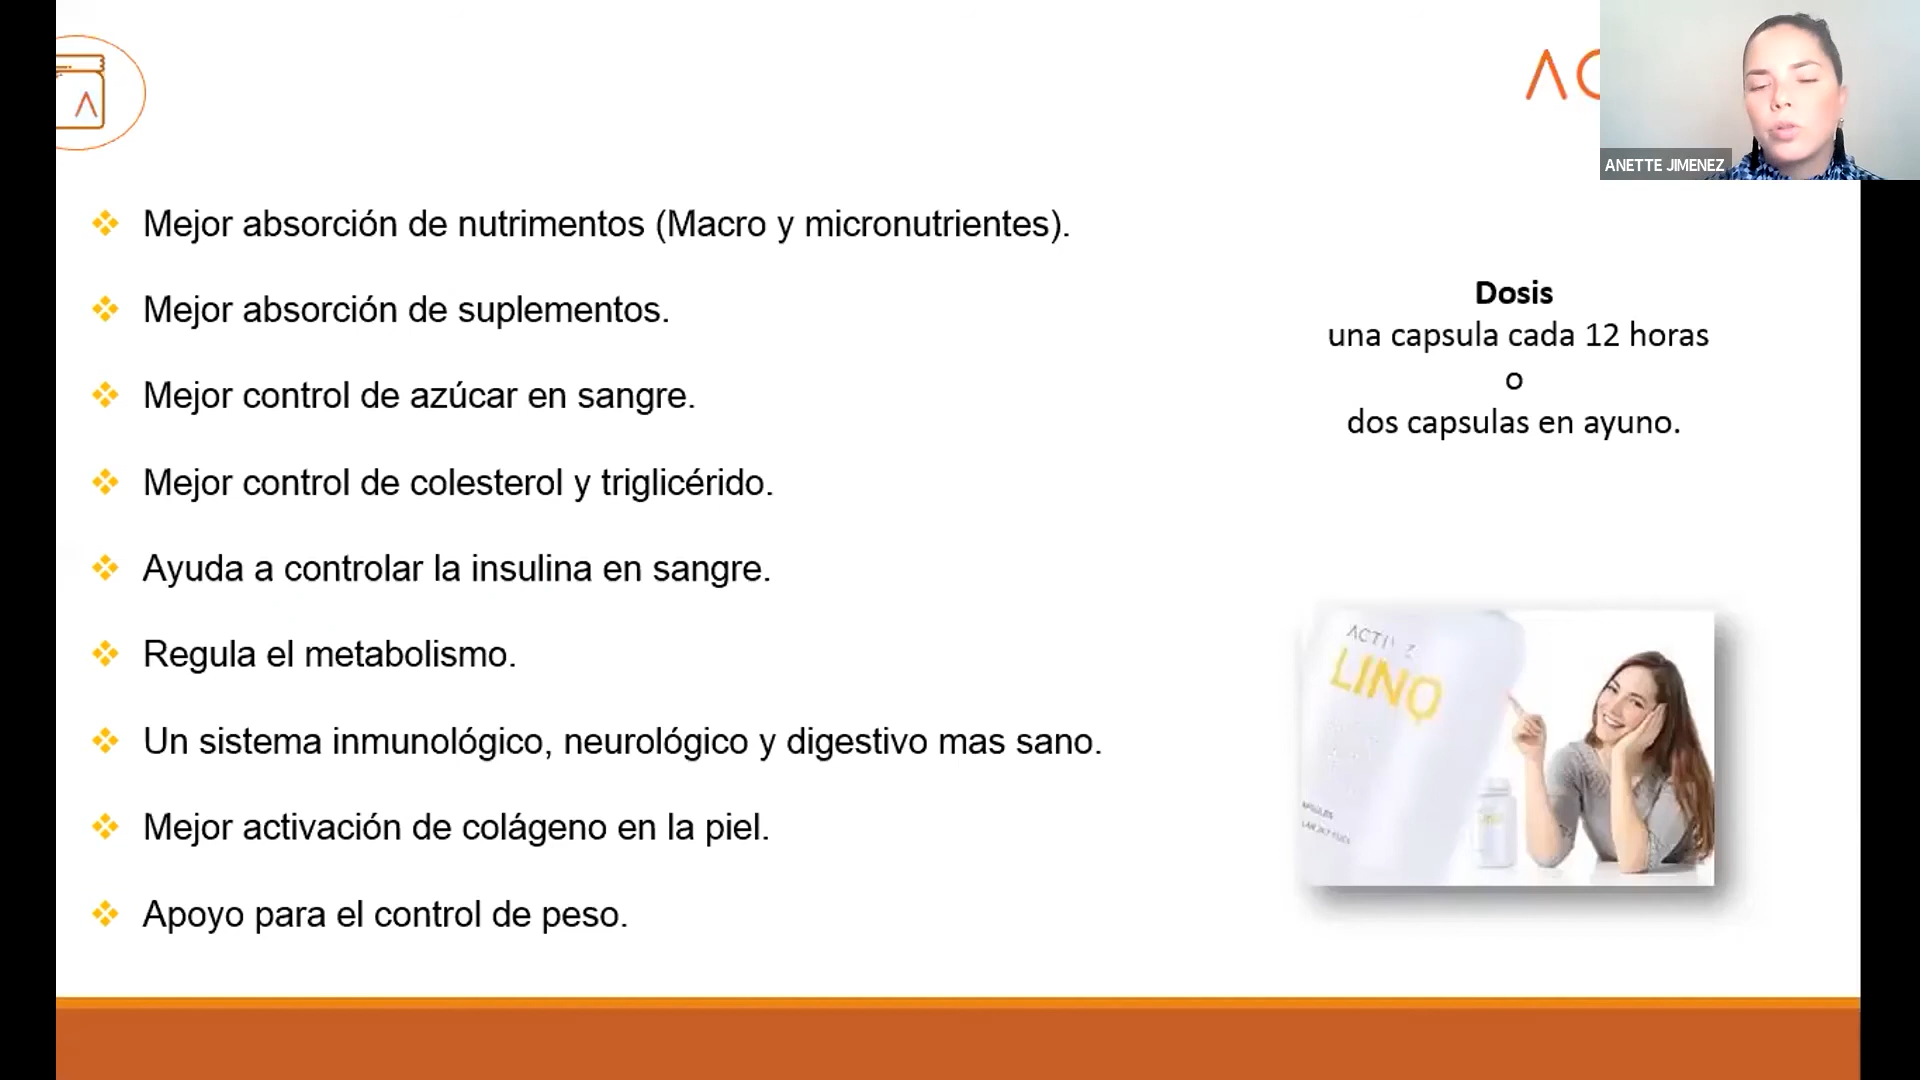 AC
ANETTE JIMENEZ
Mejor absorción de nutrimentos (Macro y micronutrientes).
Mejor absorción de suplementos.
Mejor control de azúcar en sangre.
Mejor control de colesterol y triglicérido.
Ayuda a controlar la insulina en sangre.
Regula el metabolismo.
Un sistema inmunológico, neurológico y digestivo mas sano.
Mejor activación de colágeno en la piel.
Apoyo para el control de peso.
Dosis
una capsula cada 12 horas
o
dos capsulas en ayuno.
LINQ